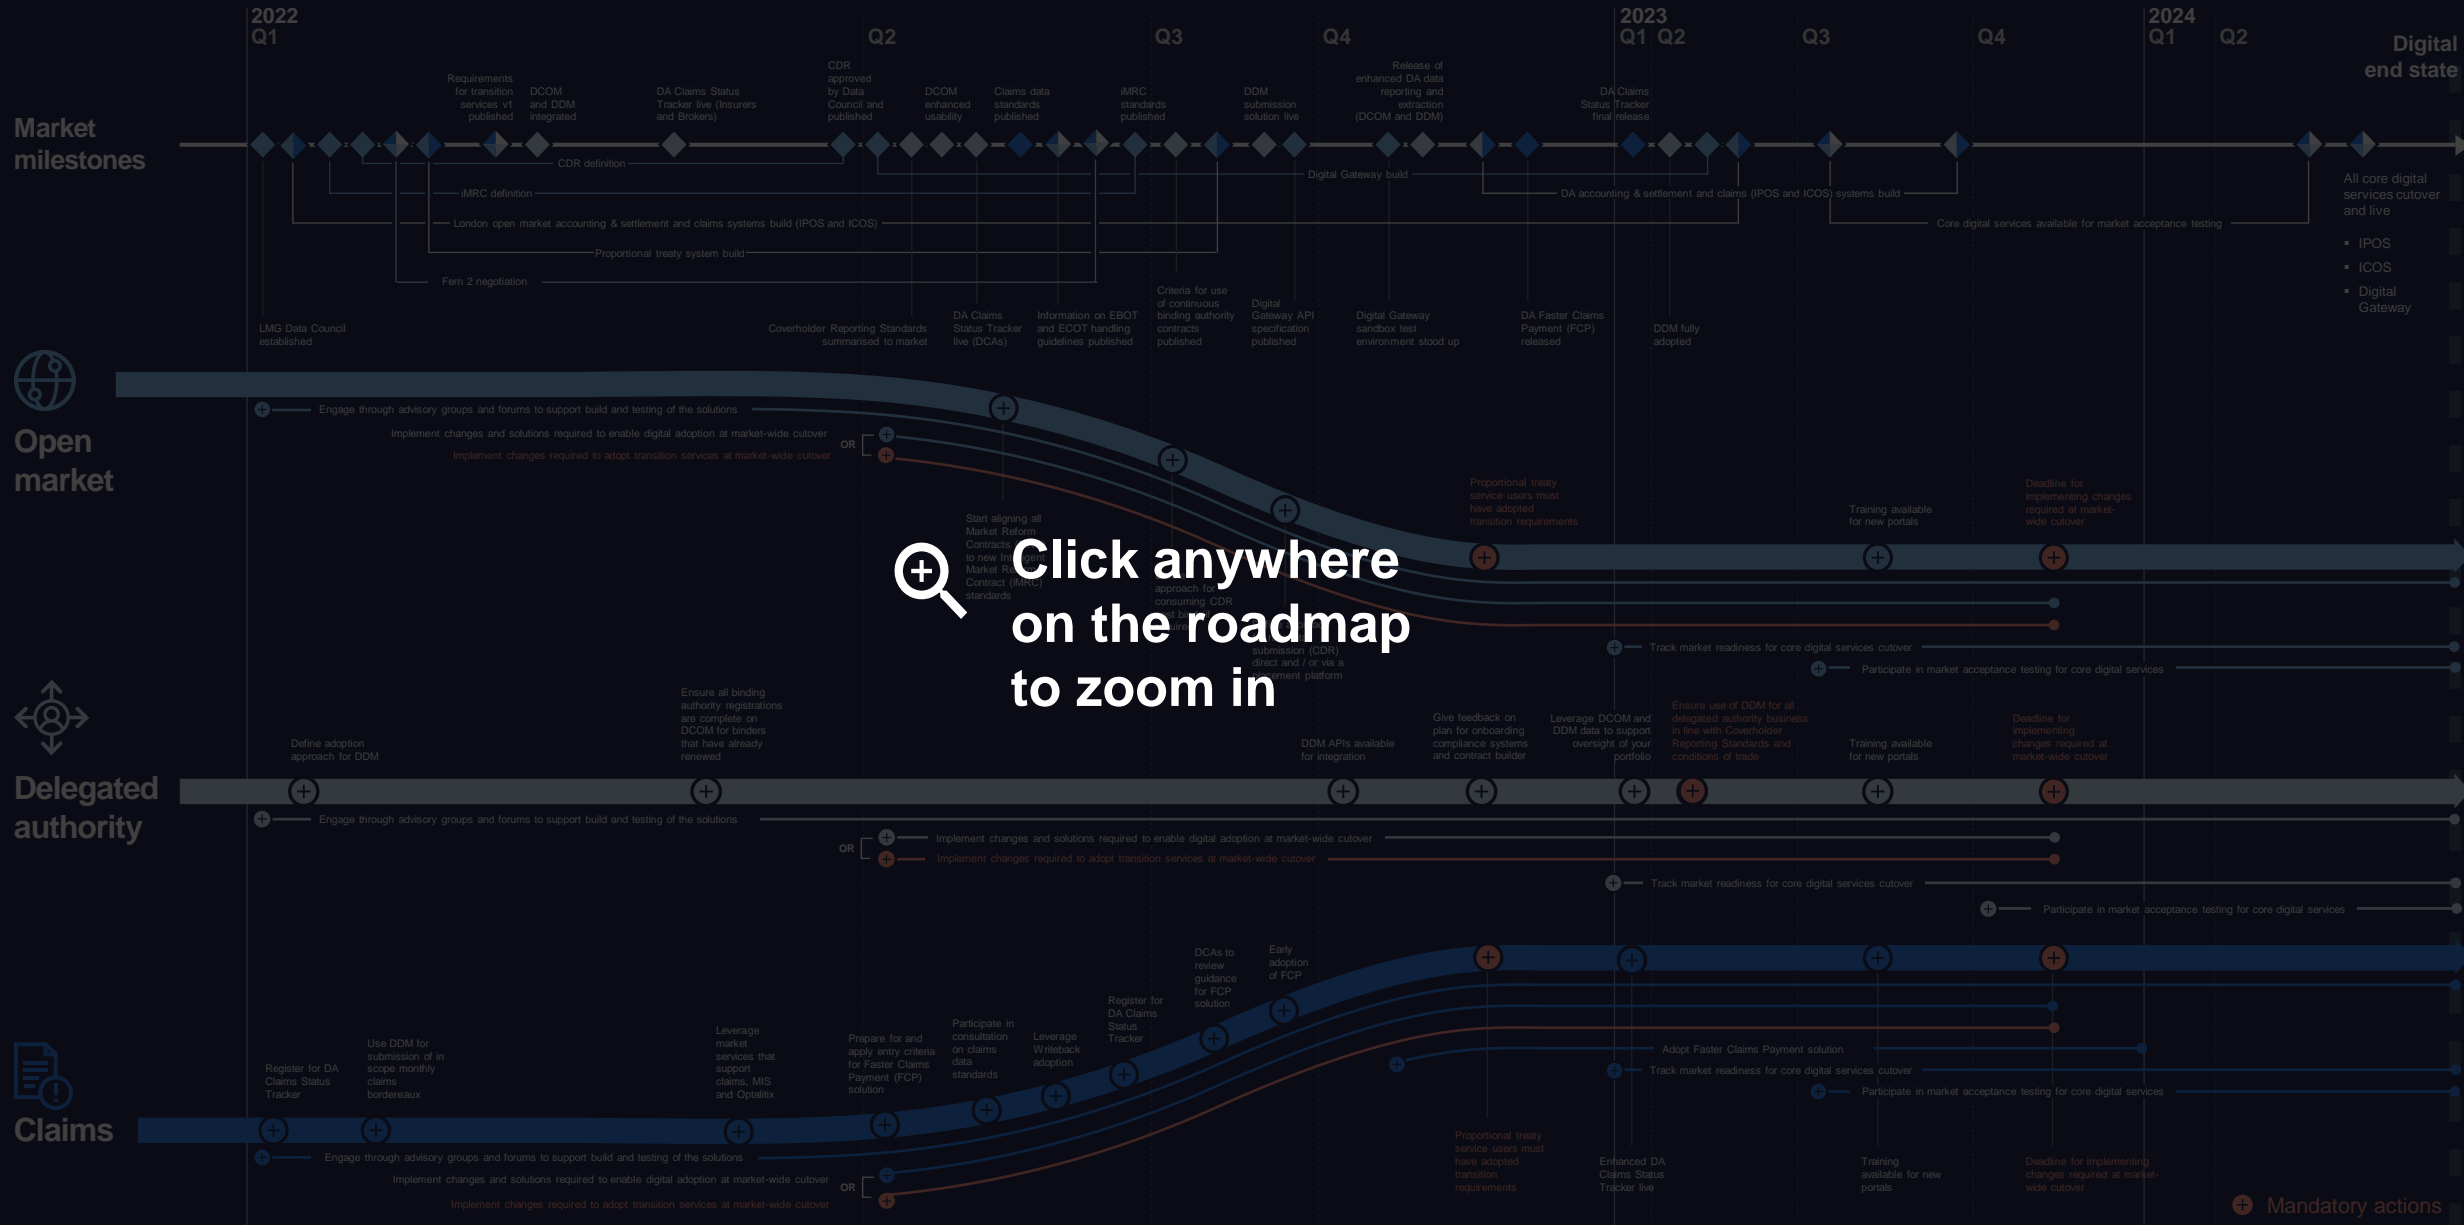 2022
2023
2024
Q1
Q2
Q3
Q4
Q1 Q2
Q3
Q4
Q1
Q2
Digital
end state
Market
milestones
Requirements
for transition
services v1
published
DCOM
and DDM
integrated
DA Claims Status
Tracker live (Insurers
and Brokers)
CDR
approved
by Data
Council and
published
DCOM
enhanced
usability
Claims data
standards
published
iMRC
standards
published
DDM
submission
solution live
Release of
enhanced DA data
reporting and
extraction
(DCOM and DDM)
DA Claims
Status Tracker
final release
CDR definition
Digital Gateway build
iMRC definition
DA accounting & settlement and claims (IPOS and ICOS) systems build
London open market accounting & settlement and claims systems build (IPOS and ICOS)
Core digital services available for market acceptance testing
Proportional treaty system build
Fern 2 negotiation
All core digital
services cutover
and live
▪ IPOS
▪ ICOS
▪ Digital
Gateway
LMG Data Council
established
Coverholder Reporting Standards
summarised to market
DA Claims
Status Tracker
live (DCAs)
Information on EBOT
and ECOT handling
guidelines published
Criteria for use
of continuous
binding authority
contracts
published
Digital
Gateway API
specification
published
Digital Gateway
sandbox test
environment stood up
DA Faster Claims
Payment (FCP)
released
DDM fully
adopted
Open
market
Engage through advisory groups and forums to support build and testing of the solutions
Implement changes and solutions required to enable digital adoption at market-wide cutover
OR
Implement changes required to adopt transition services at market-wide cutover
Start aligning all
Market Reform
Contracts
to new Intelligent
Market Reform
Contract (iMRC)
standards
approach for
consuming CDR
submission (CDR)
direct and / or via a
placement platform
Proportional treaty
service users must
have adopted
transition requirements
Training available
for new portals
Deadline for
implementing changes
required at market-
wide cutover
Track market readiness for core digital services cutover
Participate in market acceptance testing for core digital services
Click anywhere
on the roadmap
to zoom in
Delegated
authority
Define adoption
approach for DDM
Ensure all binding
authority registrations
are complete on
DCOM for binders
that have already
renewed
DDM APIs available
for integration
Give feedback on
plan for onboarding
compliance systems
and contract builder
Leverage DCOM and
DDM data to support
oversight of your
portfolio
Ensure use of DDM for all
delegated authority business
in line with Coverholder
Reporting Standards and
conditions of trade
Training available
for new portals
Deadline for
implementing
changes required at
market-wide cutover
Engage through advisory groups and forums to support build and testing of the solutions
Implement changes and solutions required to enable digital adoption at market-wide cutover
OR
Implement changes required to adopt transition services at market-wide cutover
Track market readiness for core digital services cutover
Participate in market acceptance testing for core digital services
Claims
Register for DA
Claims Status
Tracker
Use DDM for
submission of in
scope monthly
claims
bordereaux
Leverage
market
services that
support
claims, MIS
and Optalitix
Prepare for and
apply entry criteria
for Faster Claims
Payment (FCP)
solution
Participate in
consultation
on claims
data
standards
Leverage
Writeback
adoption
Register for
DA Claims
Status
Tracker
DCAs to
review
guidance
for FCP
solution
Early
adoption
of FCP
Adopt Faster Claims Payment solution
Track market readiness for core digital services cutover
Participate in market acceptance testing for core digital services
Engage through advisory groups and forums to support build and testing of the solutions
Implement changes and solutions required to enable digital adoption at market-wide cutover
OR
Implement changes required to adopt transition services at market-wide cutover
Proportional treaty
service users must
have adopted
transition
requirements
Enhanced DA
Claims Status
Tracker live
Training
available for new
portals
Deadline for implementing
changes required at market-
wide cutover
Mandatory actions